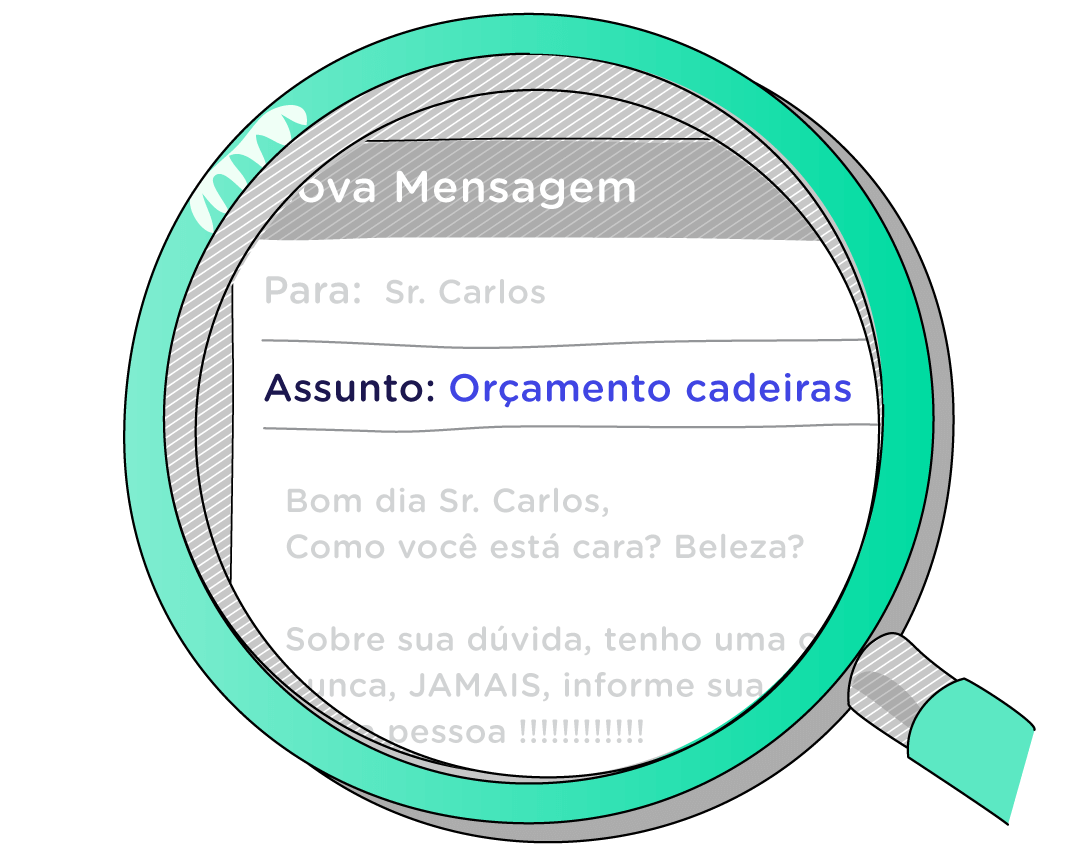 ova Mensagem
Para: Sr. Carlos
Assunto: Orçamento cadeiras
Bom dia Sr. Carlos,
Como você está cara? Beleza?
Sobre sua dúvida, tenho uma
unca, JAMAIS, informe sua
pessoa !!!!!!!!!!!!